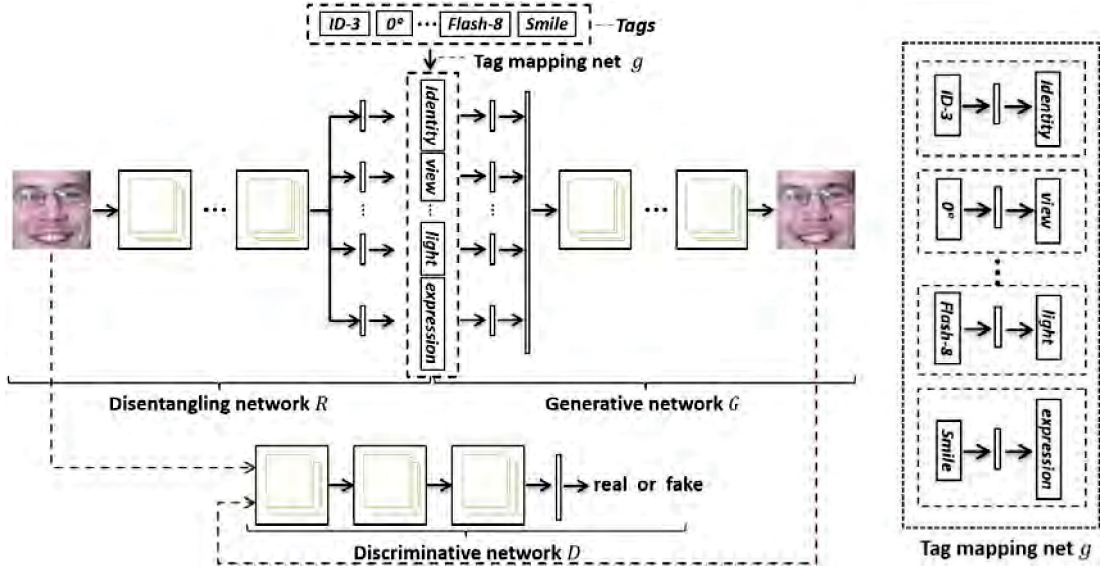 ID-3 0° ... Flash-8 Smile Tags
Tag mapping net g
Identity
view
...
light
expression
Disentangling network R
Generative network G
real or fake
Discriminative network D
ID-3 Identity
0° view
Flash-8 light
Smile expression
Tag mapping net g